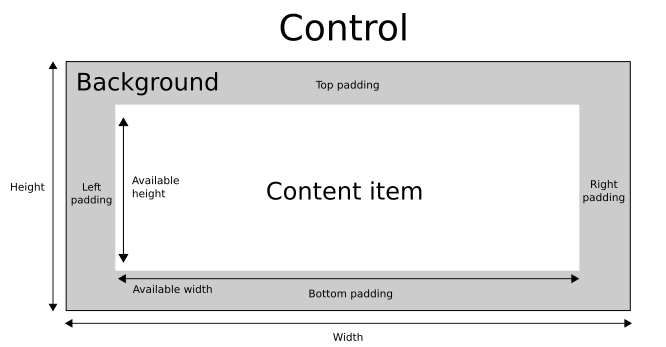 Control
Background
Top padding
Height
Left
padding
Available
height
Content item
Right
padding
Available width
Bottom padding
Width